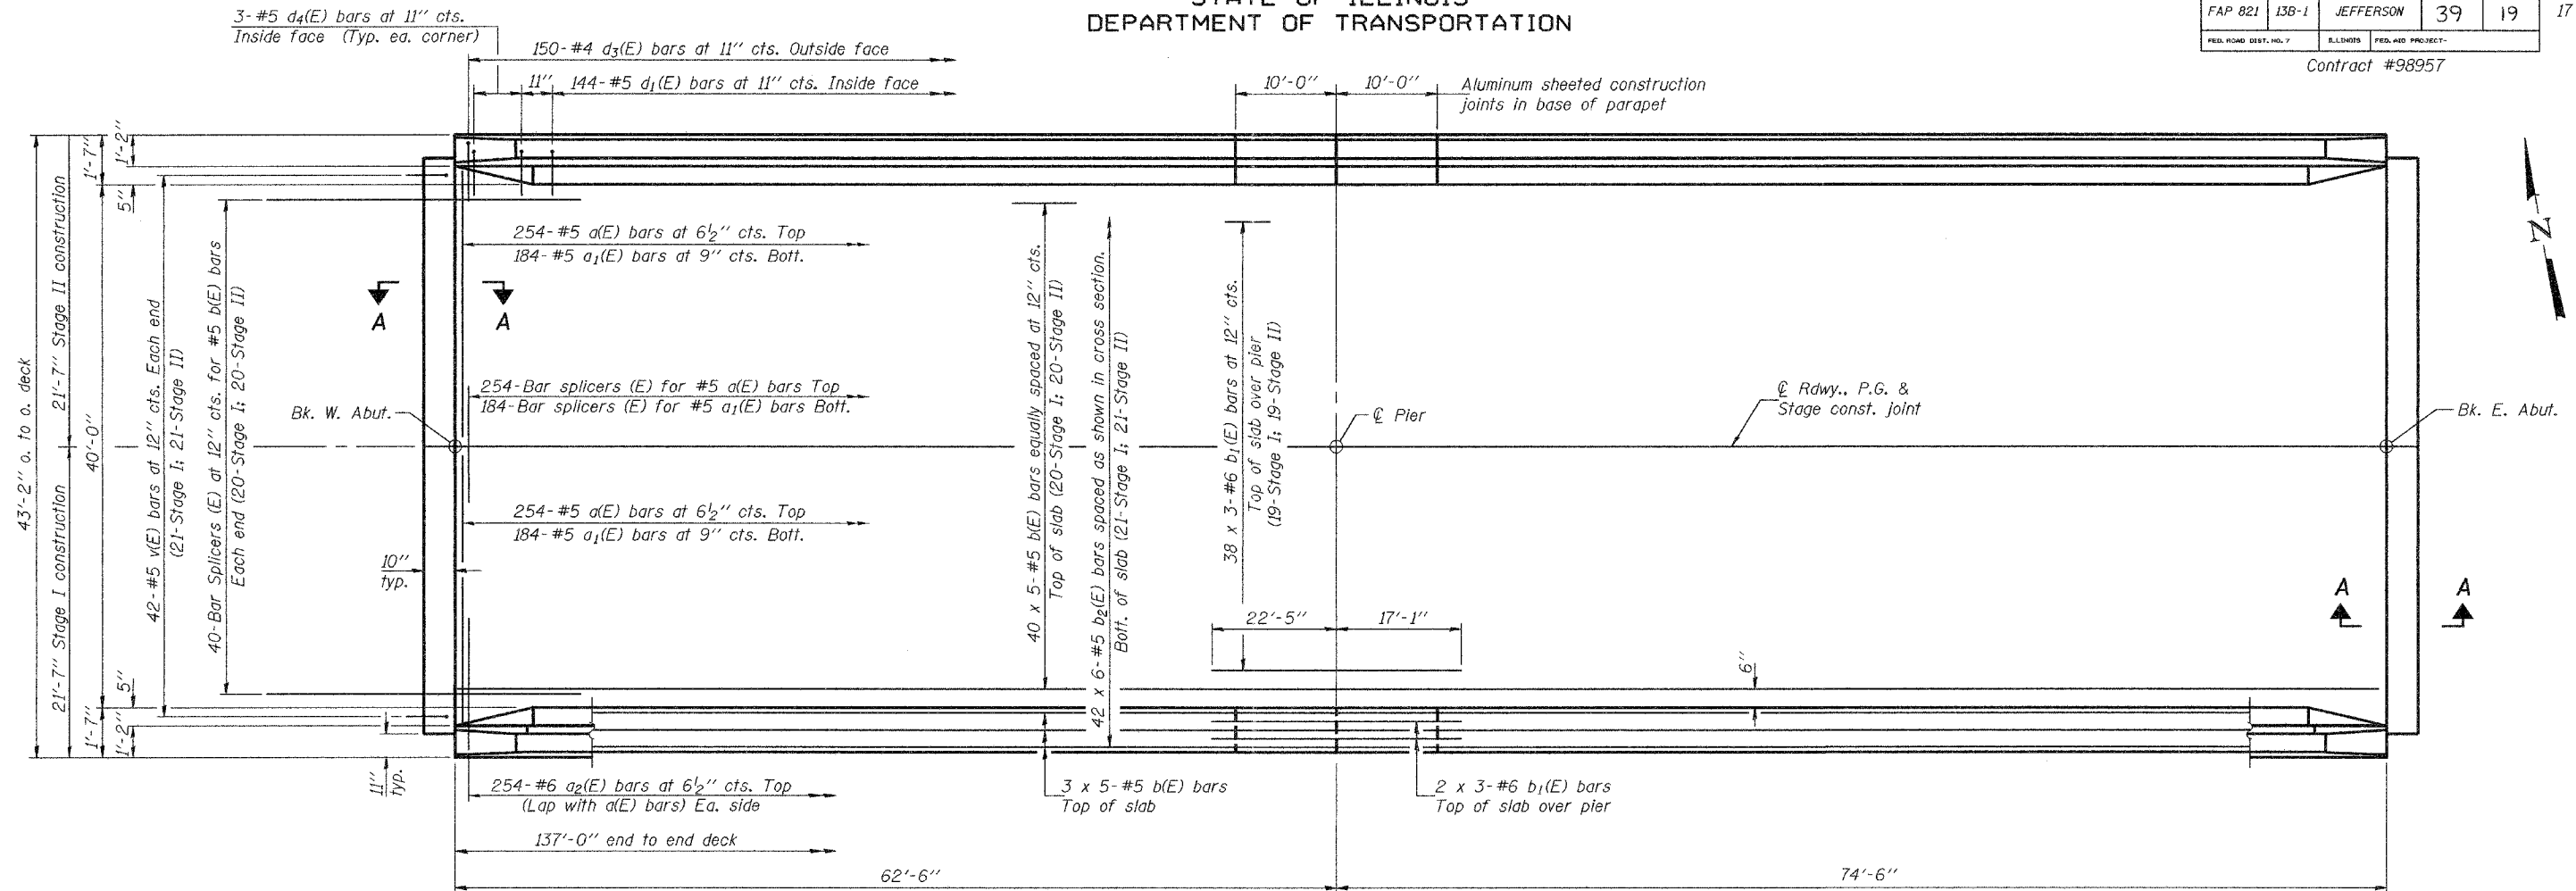 STATE OF ILLINOIS
DEPARTMENT OF TRANSPORTATION
FAP 821 13B-1 JEFFERSON 39 19 17
FED. ROAD DIST. NO. 7 ILLINOIS FED. AID PROJECT-
Contract #98957
3-#5 d4(E) bars at 11" cts.
Inside face (Typ. ea. corner)
150-#4 d3(E) bars at 11" cts. Outside face
11" 144-#5 d1(E) bars at 11" cts. Inside face
10'-0" 10'-0"
Aluminum sheeted construction
joints in base of parapet
43'-2" o. to o. deck
21'-7" Stage II construction
21'-7" Stage I construction
1'-7"
1'-2"
5"
40'-0"
42-#5 v(E) bars at 12" cts. Each end
(21-Stage I; 21-Stage II)
40-Bar Splicers (E) at 12" cts. for #5 b(E) bars
Each end (20-Stage I; 20-Stage II)
254-#5 a(E) bars at 6½" cts. Top
184-#5 a1(E) bars at 9" cts. Bott.
A A
254-Bar splicers (E) for #5 a(E) bars Top
184-Bar splicers (E) for #5 a1(E) bars Bott.
Bk. W. Abut.
254-#5 a(E) bars at 6½" cts. Top
184-#5 a1(E) bars at 9" cts. Bott.
10"
typ.
40 x 5-#5 b(E) bars equally spaced at 12" cts.
Top of slab (20-Stage I; 20-Stage II)
42 x 6-#5 b2(E) bars spaced as shown in cross section.
Bott. of slab (21-Stage I; 21-Stage II)
38 x 3-#6 b1(E) bars at 12" cts.
Top of slab over pier
(19-Stage I; 19-Stage II)
℄ Pier
℄ Rdwy., P.G. &
Stage const. joint
Bk. E. Abut.
N
A A
22'-5" 17'-1"
6"
5"
1'-7"
1'-2"
11"
typ.
254-#6 a2(E) bars at 6½" cts. Top
(Lap with a(E) bars) Ea. side
3 x 5-#5 b(E) bars
Top of slab
2 x 3-#6 b1(E) bars
Top of slab over pier
137'-0" end to end deck
62'-6" 74'-6"